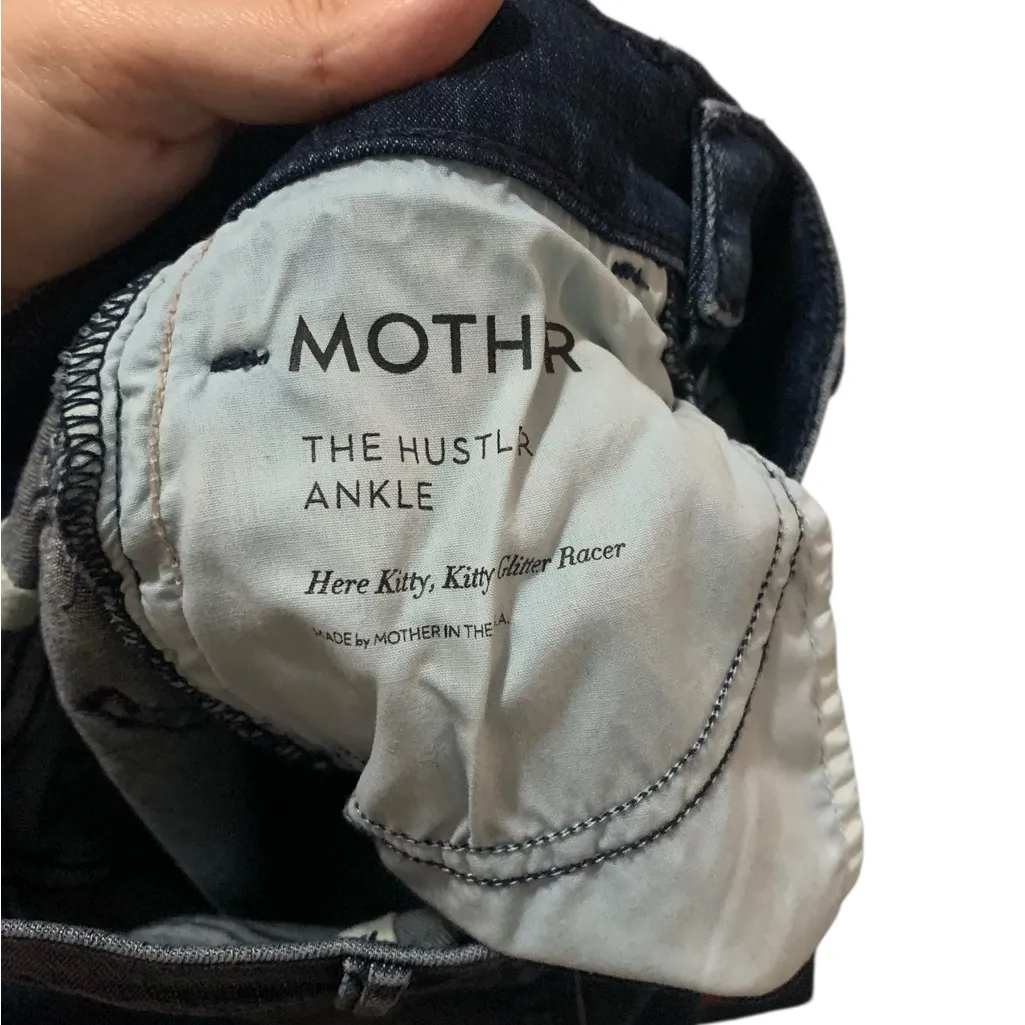 MOTHR
THE HUSTLR
ANKLE
Here Kitty, Kitty Glitter Racer
MADE by MOTHER IN THE .A.